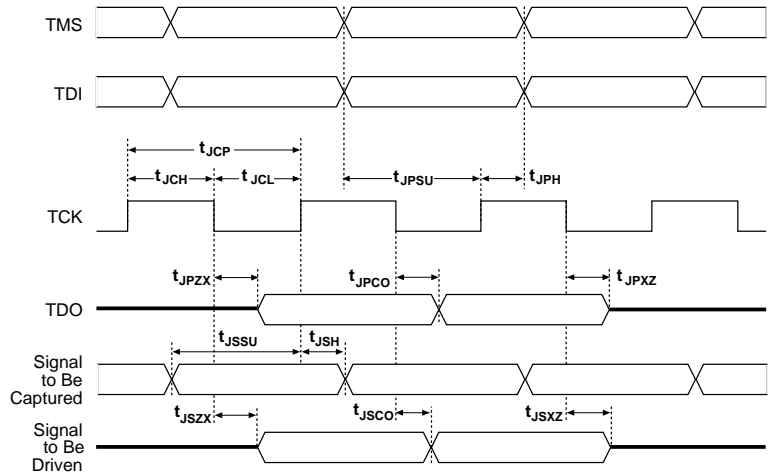 TMS
TDI
tJCP
tJCH
tJCL
tJPSU
tJPH
TCK
tJPZX
tJPCO
tJPXZ
TDO
tJSSU
tJSH
Signal
to Be
Captured
tJSZX
tJSCO
tJSXZ
Signal
to Be
Driven